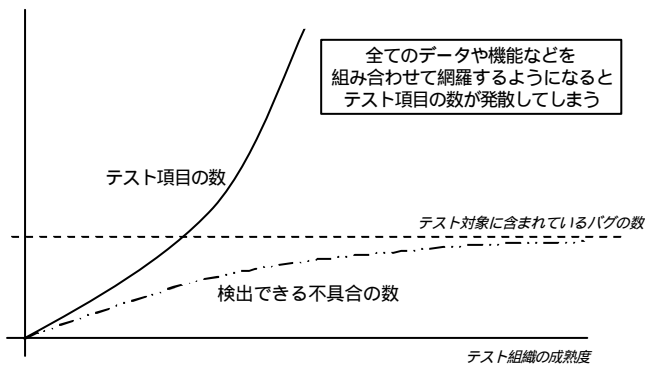 全てのデータや機能などを
組み合わせて網羅するようになると
テスト項目の数が発散してしまう
テスト項目の数
テスト対象に含まれているバグの数
検出できる不具合の数
テスト組織の成熟度